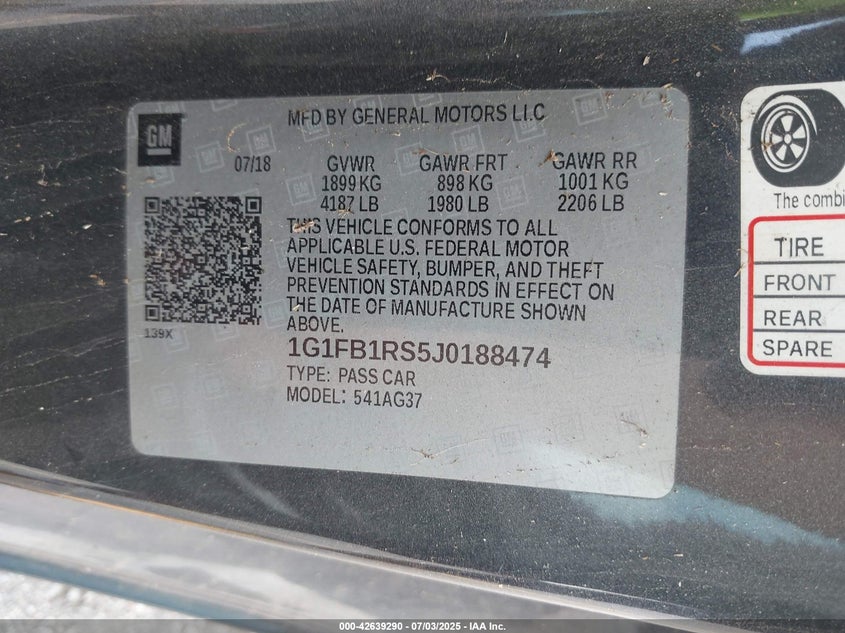 MFD BY GENERAL MOTORS LLC
GM
07/18 GVWR GAWR FRT GAWR RR
1899 KG 898 KG 1001 KG
4187 LB 1980 LB 2206 LB
THIS VEHICLE CONFORMS TO ALL
APPLICABLE U.S. FEDERAL MOTOR
VEHICLE SAFETY, BUMPER, AND THEFT
PREVENTION STANDARDS IN EFFECT ON
THE DATE OF MANUFACTURE SHOWN
ABOVE.
139X
1G1FB1RS5J0188474
TYPE: PASS CAR
MODEL: 541AG37
The combi
TIRE
FRONT
REAR
SPARE
000-42639290 - 07/03/2025 - IAA Inc.